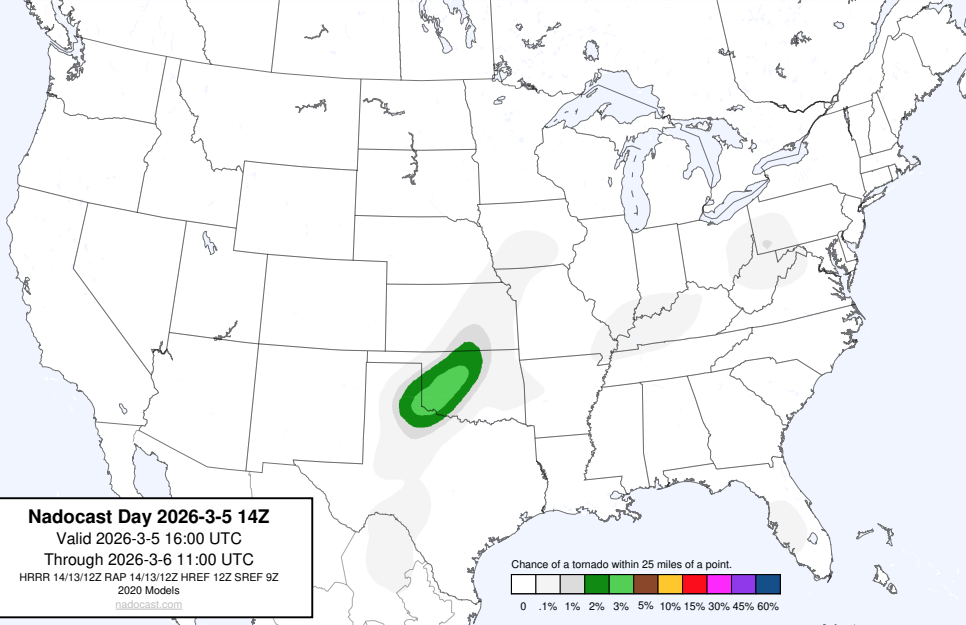 Nadocast Day 2026-3-5 14Z
Valid 2026-3-5 16:00 UTC
Through 2026-3-6 11:00 UTC
HRRR 14/13/12Z RAP 14/13/12Z HREF 12Z SREF 9Z
2020 Models
nadocast.com
Chance of a tornado within 25 miles of a point.
0 .1% 1% 2% 3% 5% 10% 15% 30% 45% 60%